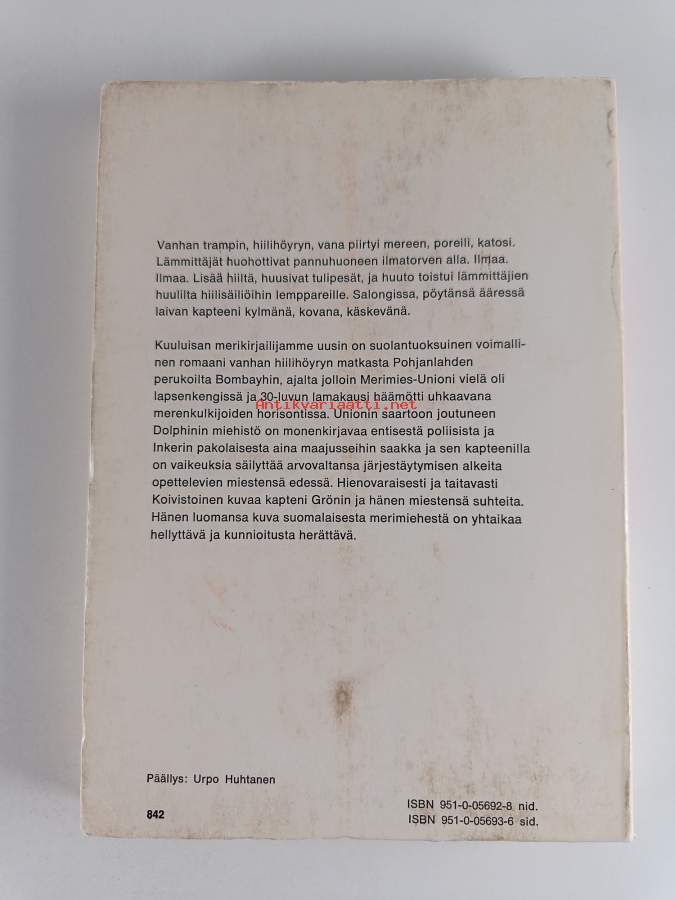 Vanhan trampin, hiilihöyryn, vana piirtyi mereen, poreili, katosi.
Lämmittäjät huohottivat pannuhuoneen ilmatorven alla. Ilmaa.
Ilmaa. Lisää hiiltä, huusivat tulipesät, ja huuto toistui lämmittäjien
huulilta hiilisäiliöihin lemppareille. Salongissa, pöytänsä ääressä
laivan kapteeni kylmänä, kovana, käskevänä.
Kuuluisan merikirjailijamme uusin on suolantuoksuinen voimalli-
nen romaani vanhan hiilihöyryn matkasta Pohjanlahden
perukoilta Bombayhin, ajalta jolloin Merimies-Unioni vielä oli
lapsenkengissä ja 30-luvun lamakausi häämötti uhkaavana
Antikvariaatti.net
merenkulkijoiden horisontissa. Unionin saartoon joutuneen
Dolphinin miehistö on monenkirjavaa entisestä poliisista ja
Inkerin pakolaisesta aina maajusseihin saakka ja sen kapteenilla
on vaikeuksia säilyttää arvovaltansa järjestäytymisen alkeita
opettelevien miestensä edessä. Hienovaraisesti ja taitavasti
Koivistoinen kuvaa kapteni Grönin ja hänen miestensä suhteita.
Hänen luomansa kuva suomalaisesta merimiehestä on yhtaikaa
hellyttävä ja kunnioitusta herättävä.
Päällys: Urpo Huhtanen
842
ISBN 951-0-05692-8 nid.
ISBN 951-0-05693-6 sid.